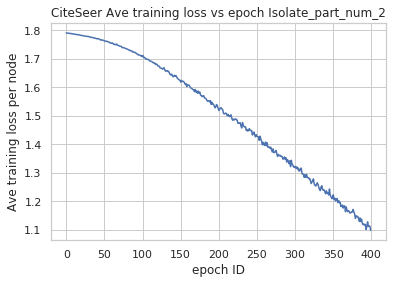 CiteSeer Ave training loss vs epoch Isolate_part_num_2
Ave training loss per node
1.8
1.7
1.6
1.5
1.4
1.3
1.2
1.1
0 50 100 150 200 250 300 350 400
epoch ID